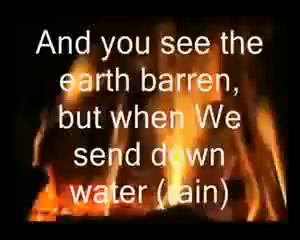 And you see the
earth barren,
but when We
send down
water (rain)